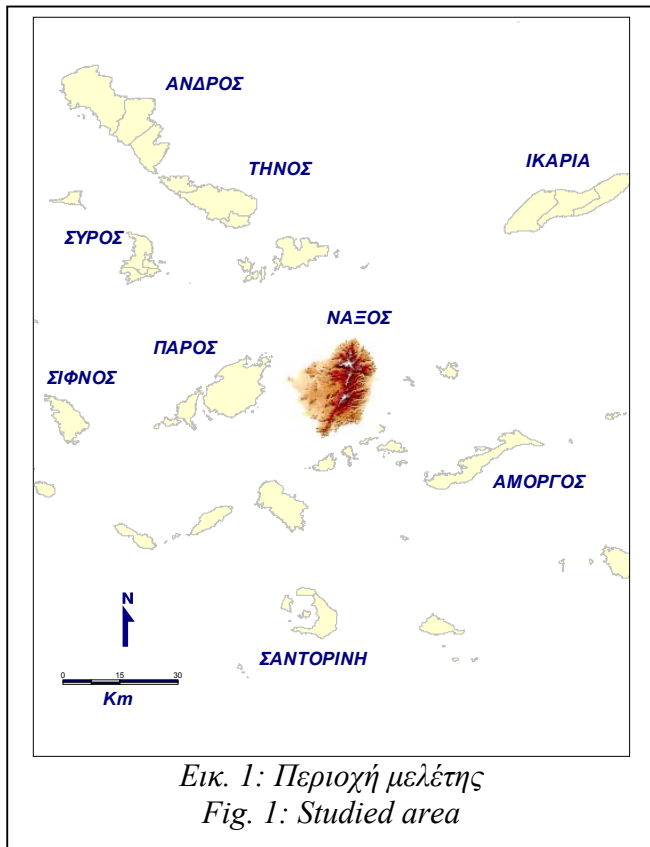 ΑΝΔΡΟΣ
ΤΗΝΟΣ
ΙΚΑΡΙΑ
ΣΥΡΟΣ
ΝΑΞΟΣ
ΠΑΡΟΣ
ΣΙΦΝΟΣ
ΑΜΟΡΓΟΣ
N
ΣΑΝΤΟΡΙΝΗ
0 15 30
Km
Εικ. 1: Περιοχή μελέτης
Fig. 1: Studied area